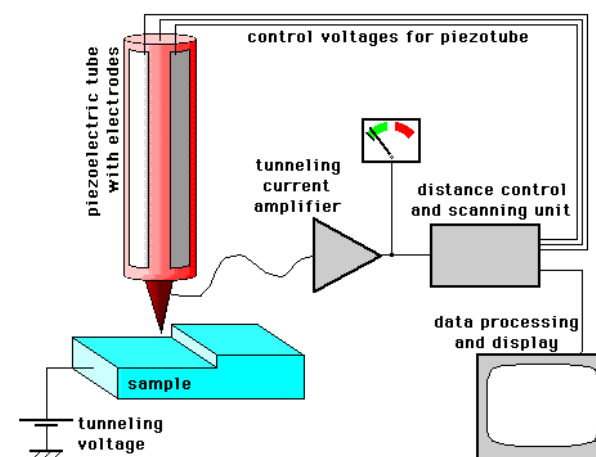 control voltages for piezotube
piezoelectric tube
with electrodes
tunneling
current
amplifier
distance control
and scanning unit
data processing
and display
sample
tunneling
voltage